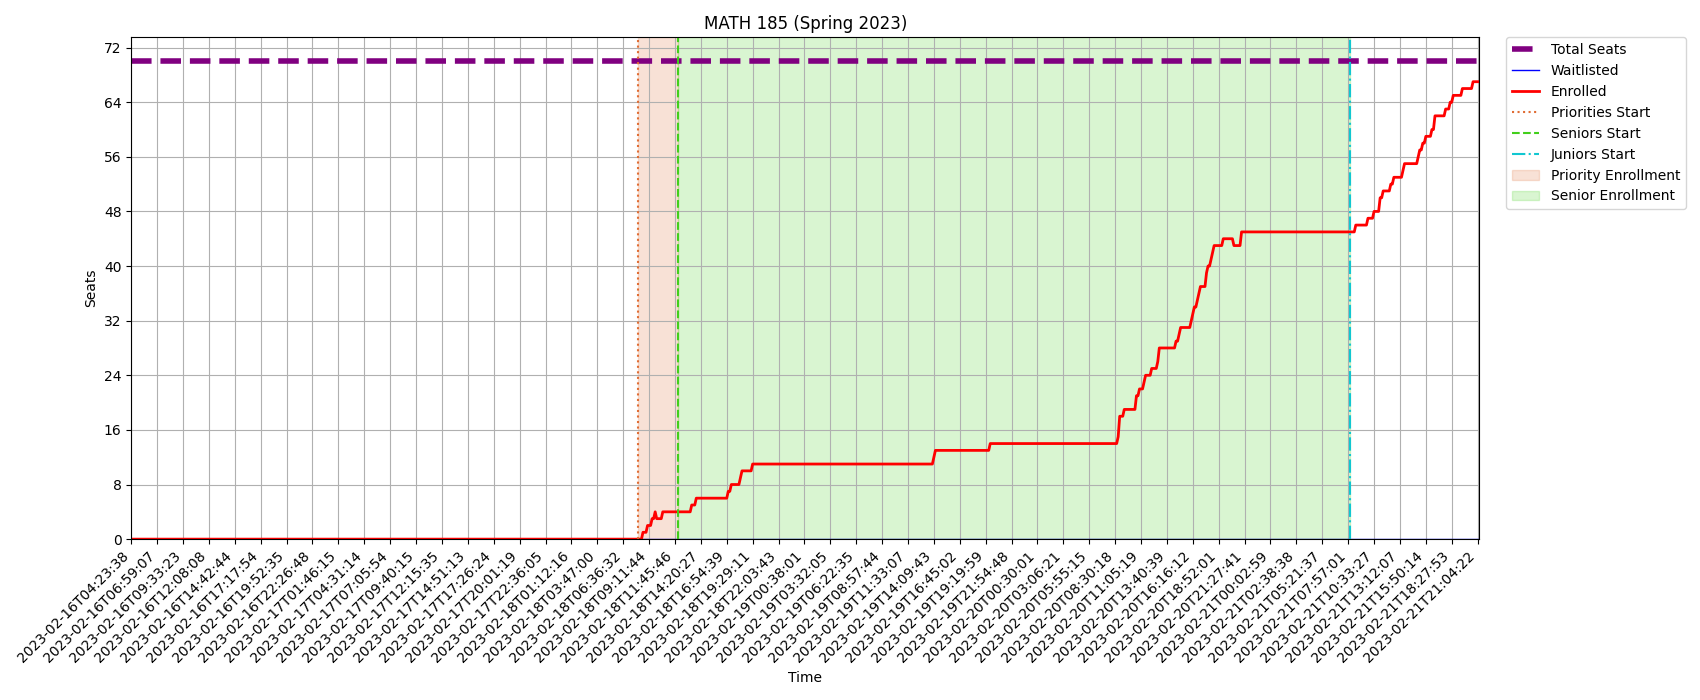 MATH 185 (Spring 2023)
Total Seats
Waitlisted
Enrolled
Priorities Start
Seniors Start
Juniors Start
Priority Enrollment
Senior Enrollment
Seats
72
64
56
48
40
32
24
16
8
0
2023-02-16T04:23:38
2023-02-16T06:59:07
2023-02-16T09:33:23
2023-02-16T12:08:08
2023-02-16T14:42:44
2023-02-16T17:17:54
2023-02-16T19:52:35
2023-02-16T22:26:48
2023-02-17T01:46:15
2023-02-17T04:31:14
2023-02-17T07:05:54
2023-02-17T09:40:15
2023-02-17T12:15:35
2023-02-17T14:51:13
2023-02-17T17:26:24
2023-02-17T20:01:19
2023-02-17T22:36:05
2023-02-18T01:12:16
2023-02-18T03:47:00
2023-02-18T06:36:32
2023-02-18T09:11:44
2023-02-18T11:45:46
2023-02-18T14:20:27
2023-02-18T16:54:39
2023-02-18T19:29:11
2023-02-18T22:03:43
2023-02-19T00:38:01
2023-02-19T03:32:05
2023-02-19T06:22:35
2023-02-19T08:57:44
2023-02-19T11:33:07
2023-02-19T14:09:43
2023-02-19T16:45:02
2023-02-19T19:19:59
2023-02-19T21:54:48
2023-02-20T00:30:01
2023-02-20T03:06:21
2023-02-20T05:55:15
2023-02-20T08:30:18
2023-02-20T11:05:19
2023-02-20T13:40:39
2023-02-20T16:16:12
2023-02-20T18:52:01
2023-02-20T21:27:41
2023-02-21T00:02:59
2023-02-21T02:38:39
2023-02-21T05:21:37
2023-02-21T07:57:01
2023-02-21T10:33:27
2023-02-21T13:12:07
2023-02-21T15:50:14
2023-02-21T18:27:53
2023-02-21T21:04:22
Time